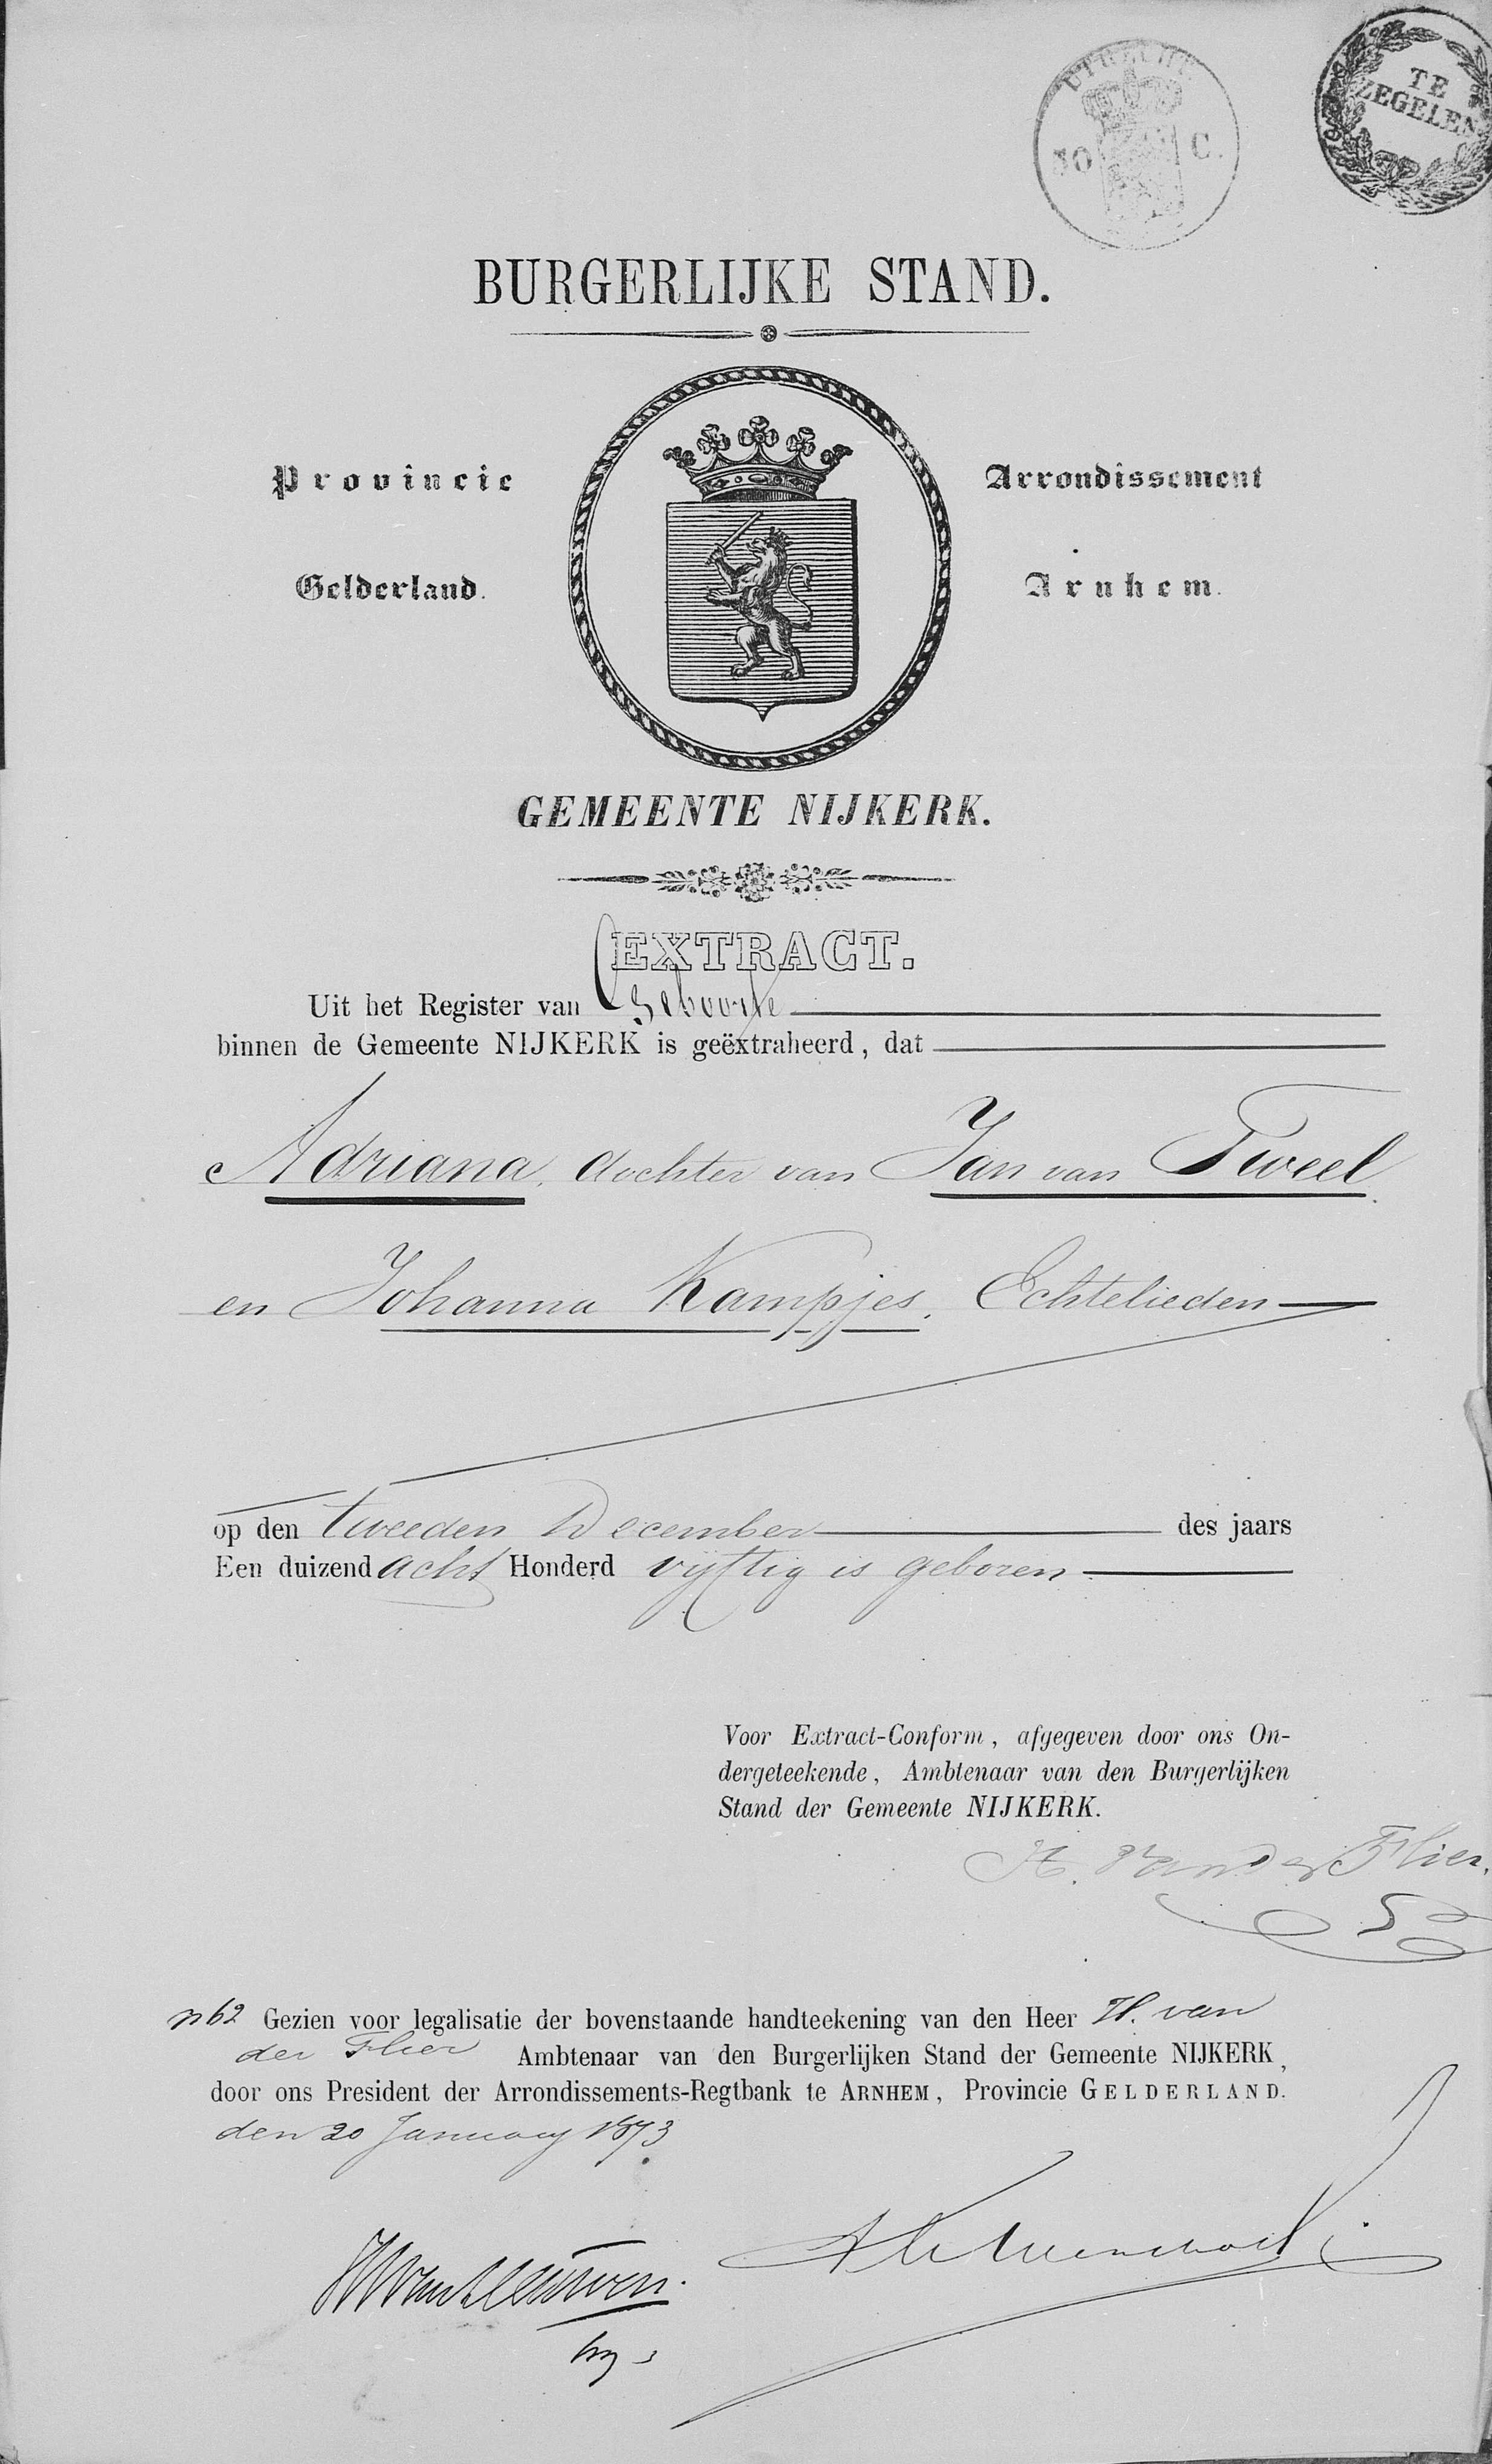 UTRECHT
30 C.
TE
ZEGELEN
BURGERLIJKE STAND.
Provincie
Arrondissement
Gelderland.
Arnhem.
GEMEENTE NIJKERK.
EXTRACT.
Uit het Register van Geboorte
binnen de Gemeente NIJKERK is geëxtraheerd, dat
Adriana, dochter van Jan van Tweel
en Johanna Kampjes, Echtelieden
op den tweeden December des jaars
Een duizend acht Honderd vijftig is geboren
Voor Extract-Conform, afgegeven door ons On-
dergeteekende, Ambtenaar van den Burgerlijken
Stand der Gemeente NIJKERK.
H. van der Flier.
n 62 Gezien voor legalisatie der bovenstaande handteekening van den Heer H. van
der Flier Ambtenaar van den Burgerlijken Stand der Gemeente NIJKERK,
door ons President der Arrondissements-Regtbank te ARNHEM, Provincie GELDERLAND.
den 20 January 1873